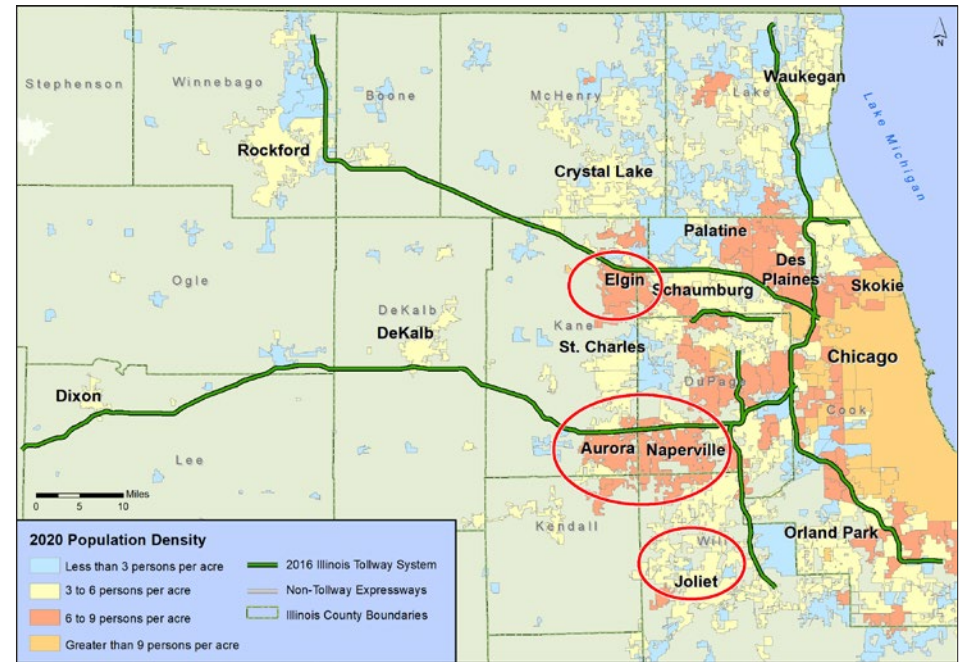 N
Stephenson
Winnebago
Boone
McHenry
Lake
Waukegan
Lake Michigan
Rockford
Crystal Lake
Palatine
Des
Plaines
Ogle
Elgin
Schaumburg
Skokie
DeKalb
DeKalb
Kane
St. Charles
Chicago
DuPage
Cook
Dixon
Aurora
Naperville
Lee
Kendall
Will
Orland Park
Joliet
Miles
0 5 10
2020 Population Density
Less than 3 persons per acre
3 to 6 persons per acre
6 to 9 persons per acre
Greater than 9 persons per acre
2016 Illinois Tollway System
Non-Tollway Expressways
Illinois County Boundaries